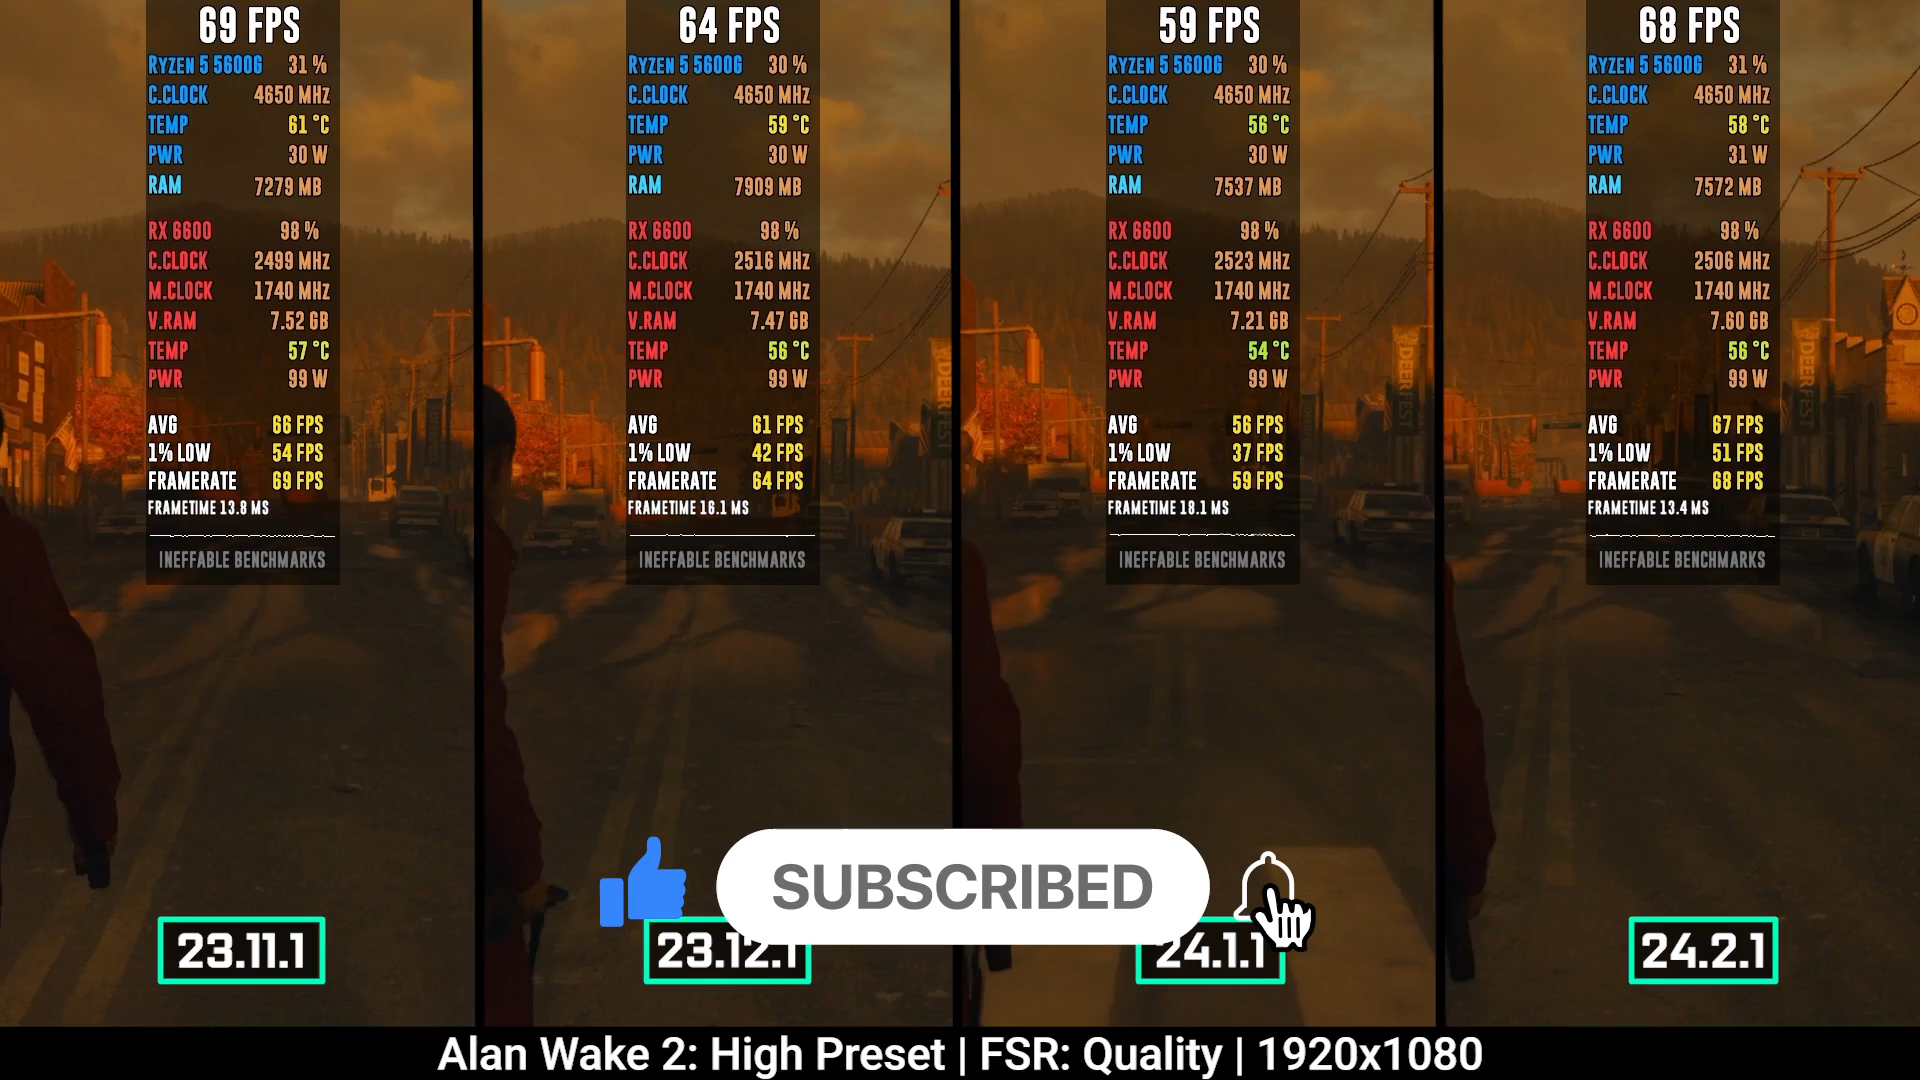 69 FPS
RYZEN 5 5600G 31 %
C.CLOCK 4650 MHz
TEMP 61 °C
PWR 30 W
RAM 7279 MB
RX 6600 98 %
C.CLOCK 2499 MHz
M.CLOCK 1740 MHz
V.RAM 7.52 GB
TEMP 57 °C
PWR 99 W
AVG 66 FPS
1% LOW 54 FPS
FRAMERATE 69 FPS
FRAMETIME 13.8 MS
INEFFABLE BENCHMARKS
23.11.1
64 FPS
RYZEN 5 5600G 30 %
C.CLOCK 4650 MHz
TEMP 59 °C
PWR 30 W
RAM 7909 MB
RX 6600 98 %
C.CLOCK 2516 MHz
M.CLOCK 1740 MHz
V.RAM 7.47 GB
TEMP 56 °C
PWR 99 W
AVG 61 FPS
1% LOW 42 FPS
FRAMERATE 64 FPS
FRAMETIME 16.1 MS
INEFFABLE BENCHMARKS
23.12.1
59 FPS
RYZEN 5 5600G 30 %
C.CLOCK 4650 MHz
TEMP 56 °C
PWR 30 W
RAM 7537 MB
RX 6600 98 %
C.CLOCK 2523 MHz
M.CLOCK 1740 MHz
V.RAM 7.21 GB
TEMP 54 °C
PWR 99 W
AVG 56 FPS
1% LOW 37 FPS
FRAMERATE 59 FPS
FRAMETIME 18.1 MS
INEFFABLE BENCHMARKS
DEERFEST
24.1.1
68 FPS
RYZEN 5 5600G 31 %
C.CLOCK 4650 MHz
TEMP 58 °C
PWR 31 W
RAM 7572 MB
RX 6600 98 %
C.CLOCK 2506 MHz
M.CLOCK 1740 MHz
V.RAM 7.60 GB
TEMP 56 °C
PWR 99 W
AVG 67 FPS
1% LOW 51 FPS
FRAMERATE 68 FPS
FRAMETIME 13.4 MS
INEFFABLE BENCHMARKS
DEERFEST
24.2.1
SUBSCRIBED
Alan Wake 2: High Preset | FSR: Quality | 1920x1080